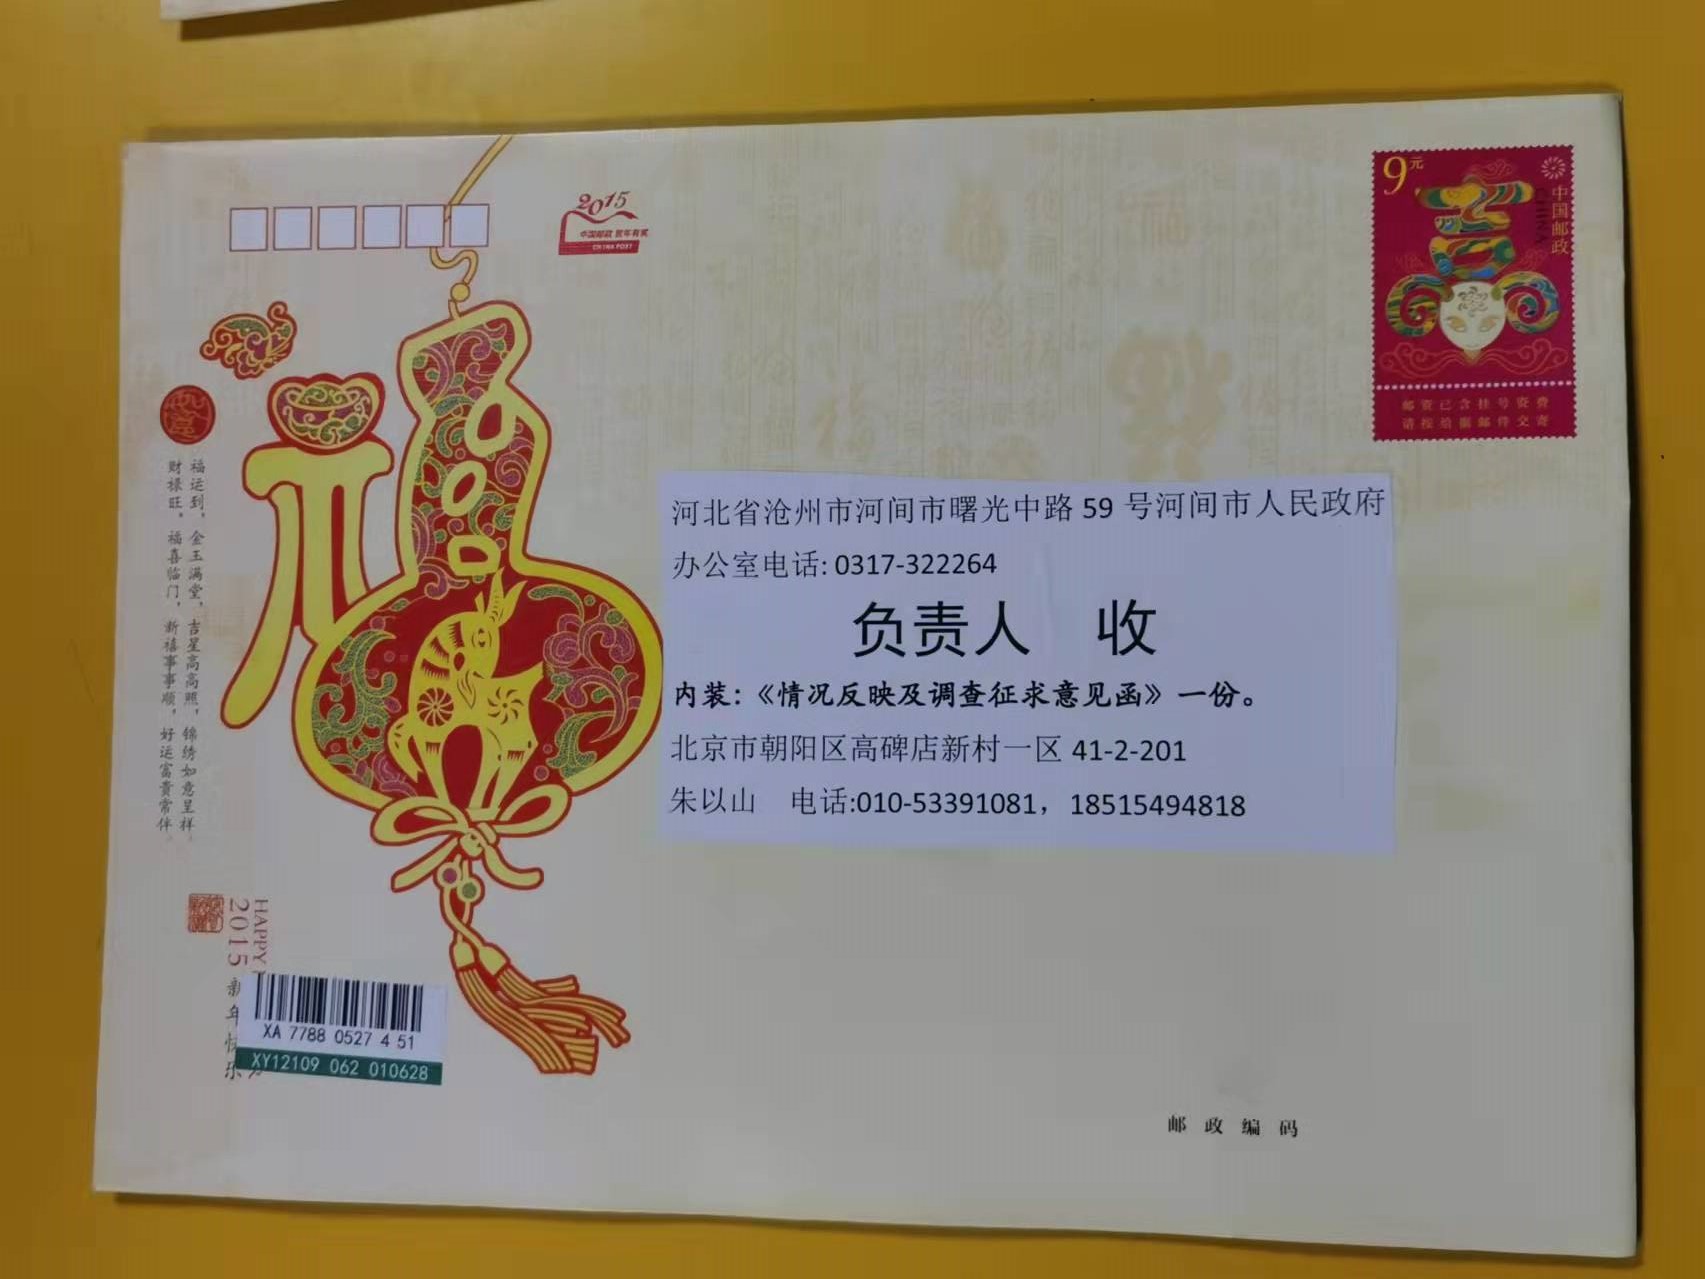 2015
中国邮政 贺年有奖
CHINA POST
9元
中国邮政
CHINA
邮资已含挂号资费
请按给据邮件交寄
福运到，金玉满堂，吉星高高照，锦绣如意呈祥。
财禄旺，福喜临门，新禧事事顺，好运富贵常伴。
河北省沧州市河间市曙光中路 59 号河间市人民政府
办公室电话: 0317-322264
负责人 收
内装:《情况反映及调查征求意见函》一份。
北京市朝阳区高碑店新村一区 41-2-201
朱以山 电话:010-53391081，18515494818
HAPPY
2015 新年快乐
XA 7788 0527 4 51
XY12109 062 010628
邮政编码